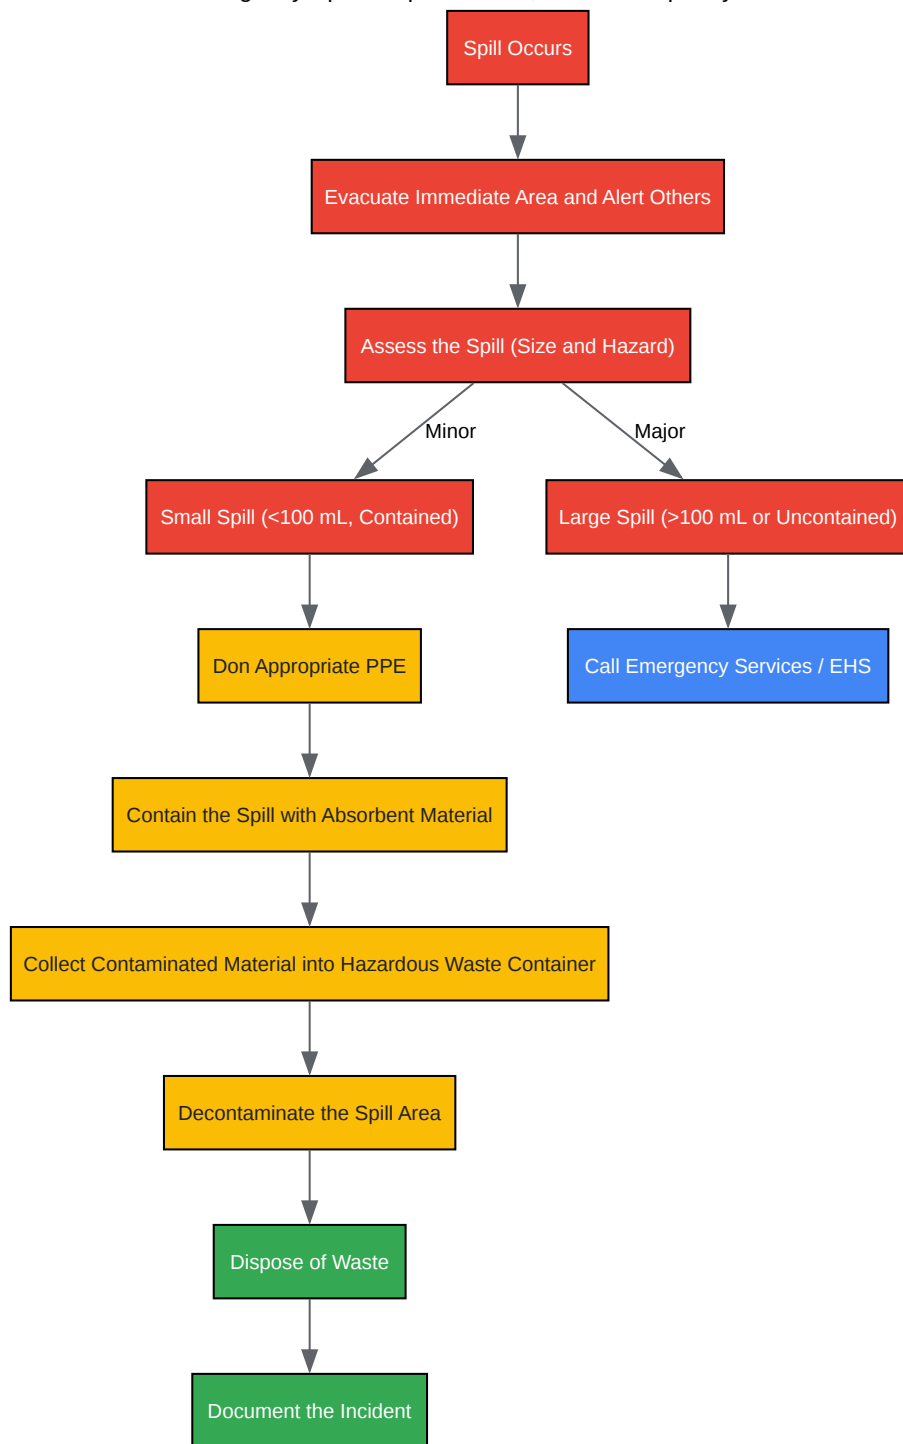 Spill Occurs
Evacuate Immediate Area and Alert Others
Assess the Spill (Size and Hazard)
Minor
Major
Small Spill (<100 mL, Contained)
Large Spill (>100 mL or Uncontained)
Don Appropriate PPE
Call Emergency Services / EHS
Contain the Spill with Absorbent Material
Collect Contaminated Material into Hazardous Waste Container
Decontaminate the Spill Area
Dispose of Waste
Document the Incident